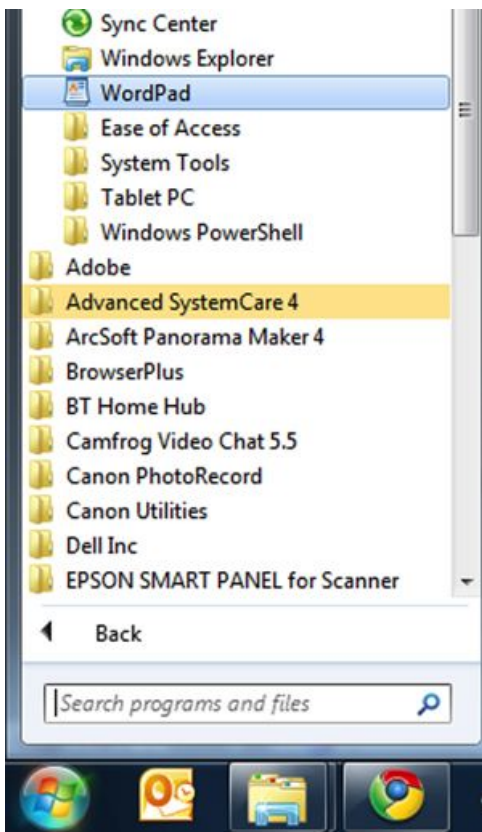 Sync Center
Windows Explorer
WordPad
Ease of Access
System Tools
Tablet PC
Windows PowerShell
Adobe
Advanced SystemCare 4
ArcSoft Panorama Maker 4
BrowserPlus
BT Home Hub
Camfrog Video Chat 5.5
Canon PhotoRecord
Canon Utilities
Dell Inc
EPSON SMART PANEL for Scanner
Back
Search programs and files